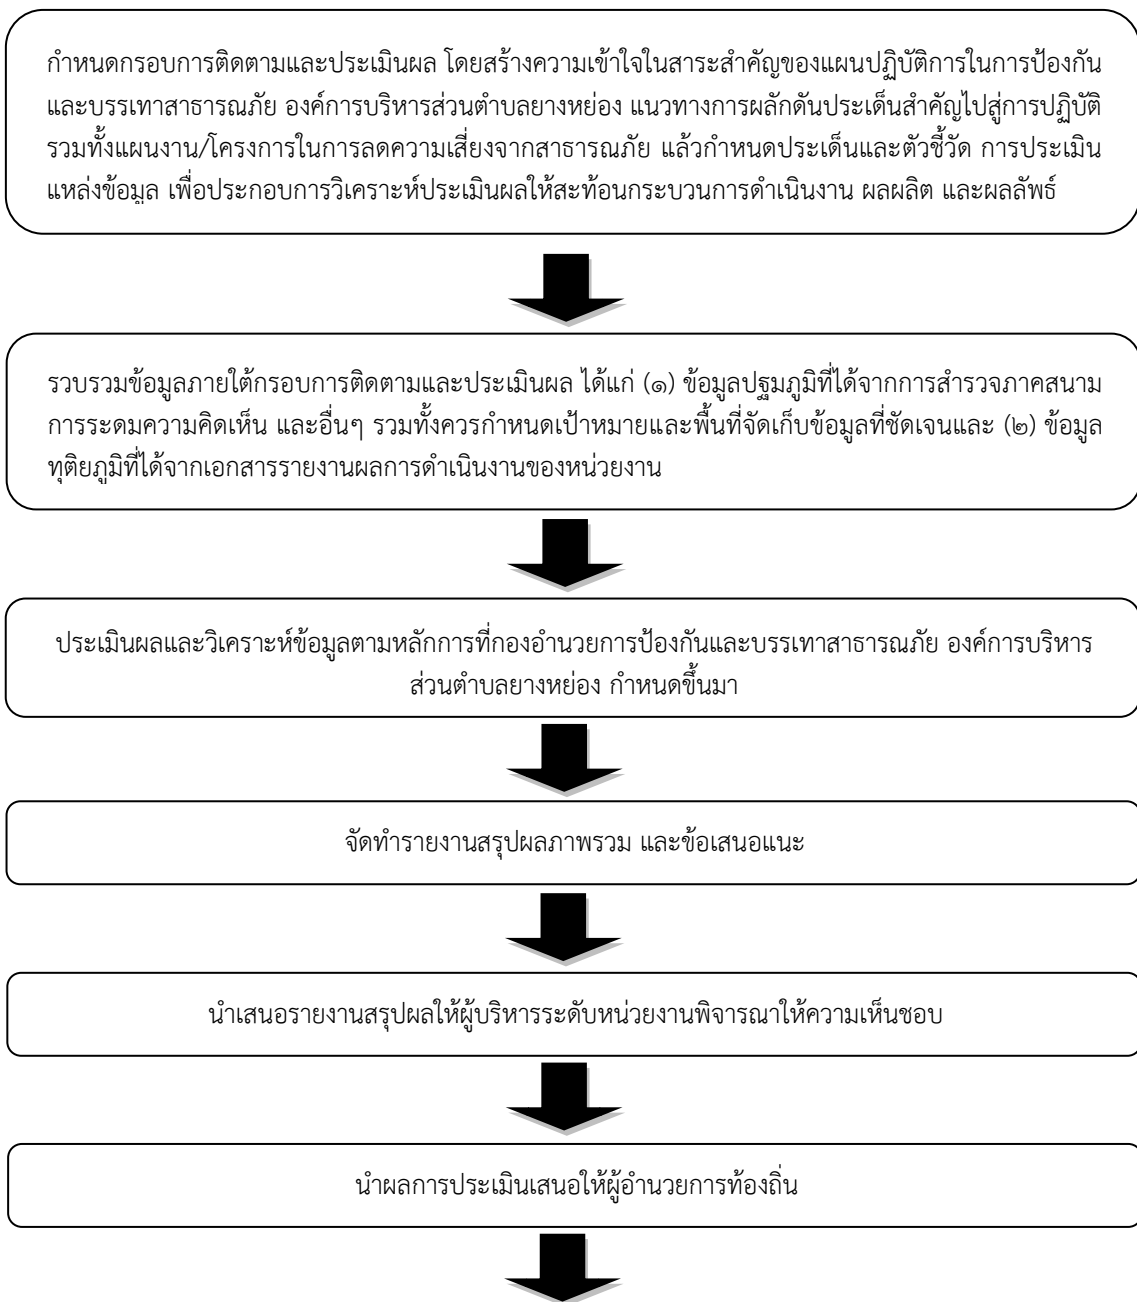 กำหนดกรอบการติดตามและประเมินผล โดยสร้างความเข้าใจในสาระสำคัญของแผนปฏิบัติการในการป้องกัน
และบรรเทาสาธารณภัย องค์การบริหารส่วนตำบลยางหย่อง แนวทางการผลักดันประเด็นสำคัญไปสู่การปฏิบัติ
รวมทั้งแผนงาน/โครงการในการลดความเสี่ยงจากสาธารณภัย แล้วกำหนดประเด็นและตัวชี้วัด การประเมิน
แหล่งข้อมูล เพื่อประกอบการวิเคราะห์ประเมินผลให้สะท้อนกระบวนการดำเนินงาน ผลผลิต และผลลัพธ์
รวบรวมข้อมูลภายใต้กรอบการติดตามและประเมินผล ได้แก่ (๑) ข้อมูลปฐมภูมิที่ได้จากการสำรวจภาคสนาม
การระดมความคิดเห็น และอื่นๆ รวมทั้งควรกำหนดเป้าหมายและพื้นที่จัดเก็บข้อมูลที่ชัดเจนและ (๒) ข้อมูล
ทุติยภูมิที่ได้จากเอกสารรายงานผลการดำเนินงานของหน่วยงาน
ประเมินผลและวิเคราะห์ข้อมูลตามหลักการที่กองอำนวยการป้องกันและบรรเทาสาธารณภัย องค์การบริหาร
ส่วนตำบลยางหย่อง กำหนดขึ้นมา
จัดทำรายงานสรุปผลภาพรวม และข้อเสนอแนะ
นำเสนอรายงานสรุปผลให้ผู้บริหารระดับหน่วยงานพิจารณาให้ความเห็นชอบ
นำผลการประเมินเสนอให้ผู้อำนวยการท้องถิ่น